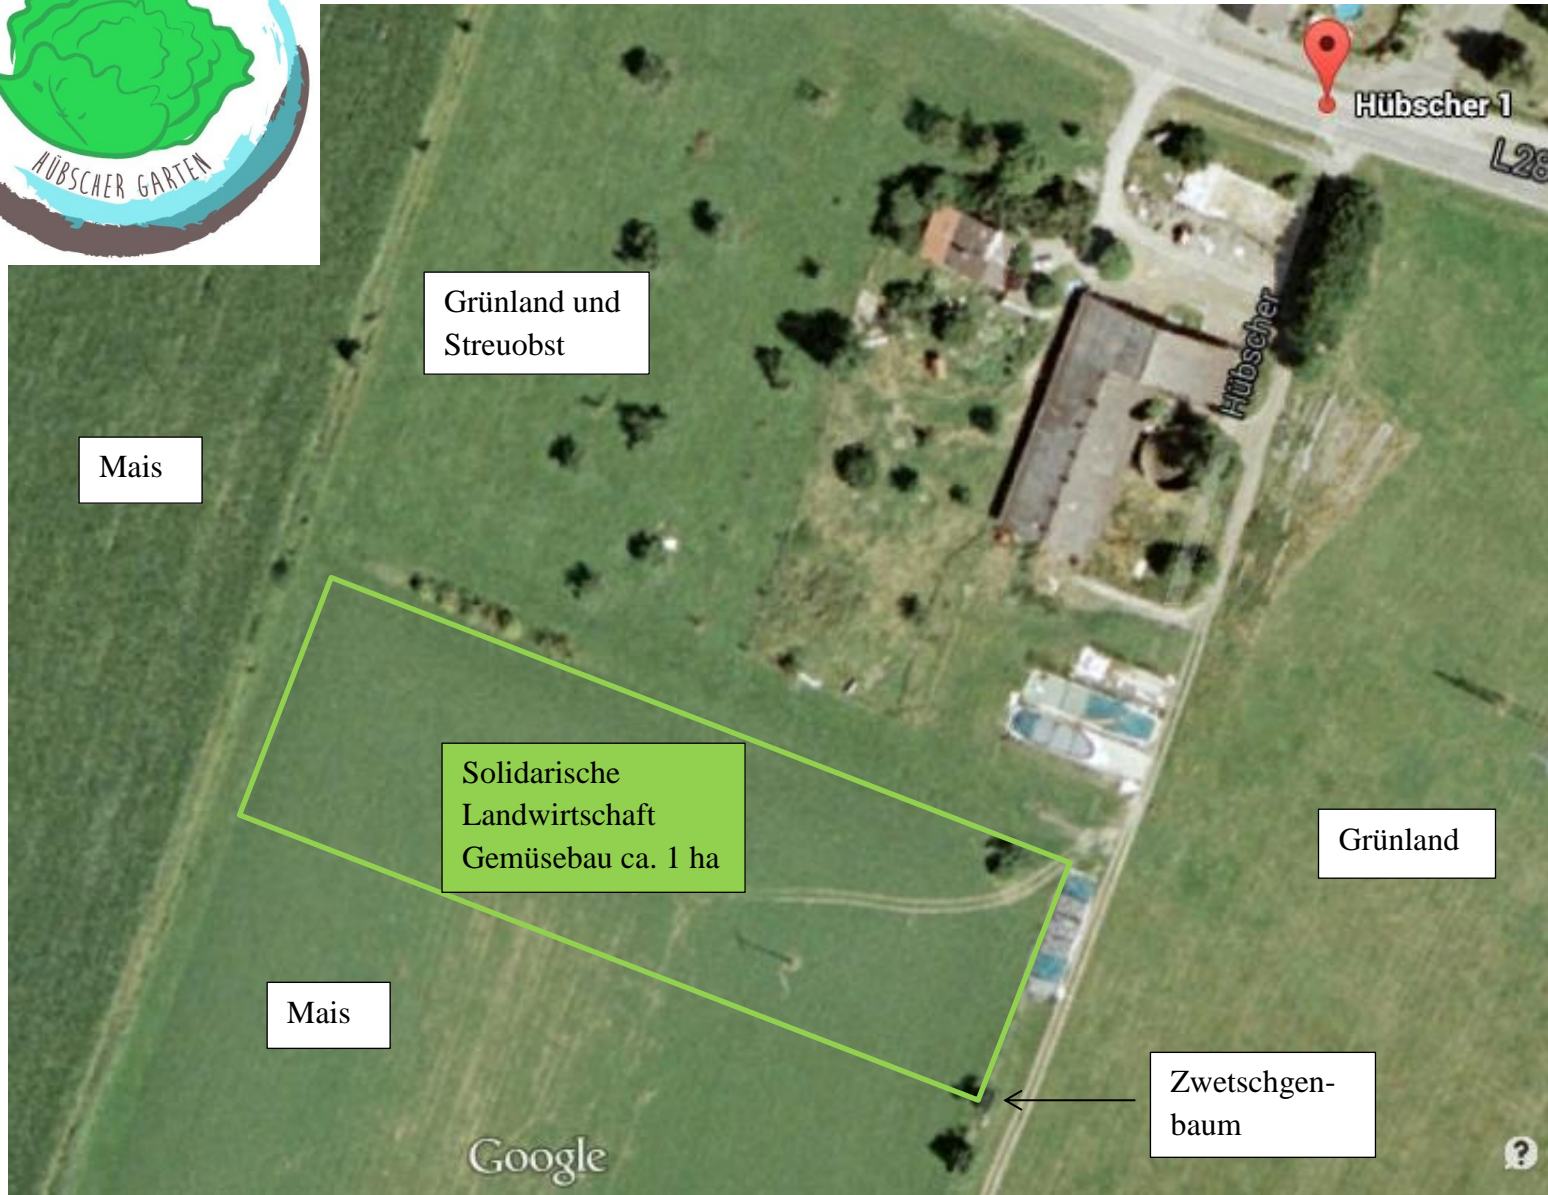 HÜBSCHER GARTEN
Hübscher 1
L28
Grünland und
Streuobst
Hübscher
Mais
Solidarische
Landwirtschaft
Gemüsebau ca. 1 ha
Grünland
Mais
Zwetschgen-
baum
Google
?